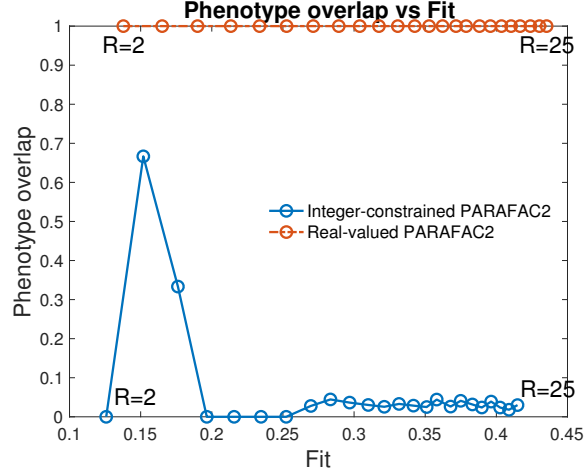 Phenotype overlap vs Fit
1
R=2
R=25
0.9
0.8
0.7
0.6
Phenotype overlap
0.5
Integer-constrained PARAFAC2
Real-valued PARAFAC2
0.4
0.3
0.2
0.1
R=2
R=25
0
0.1
0.15
0.2
0.25
0.3
0.35
0.4
0.45
Fit